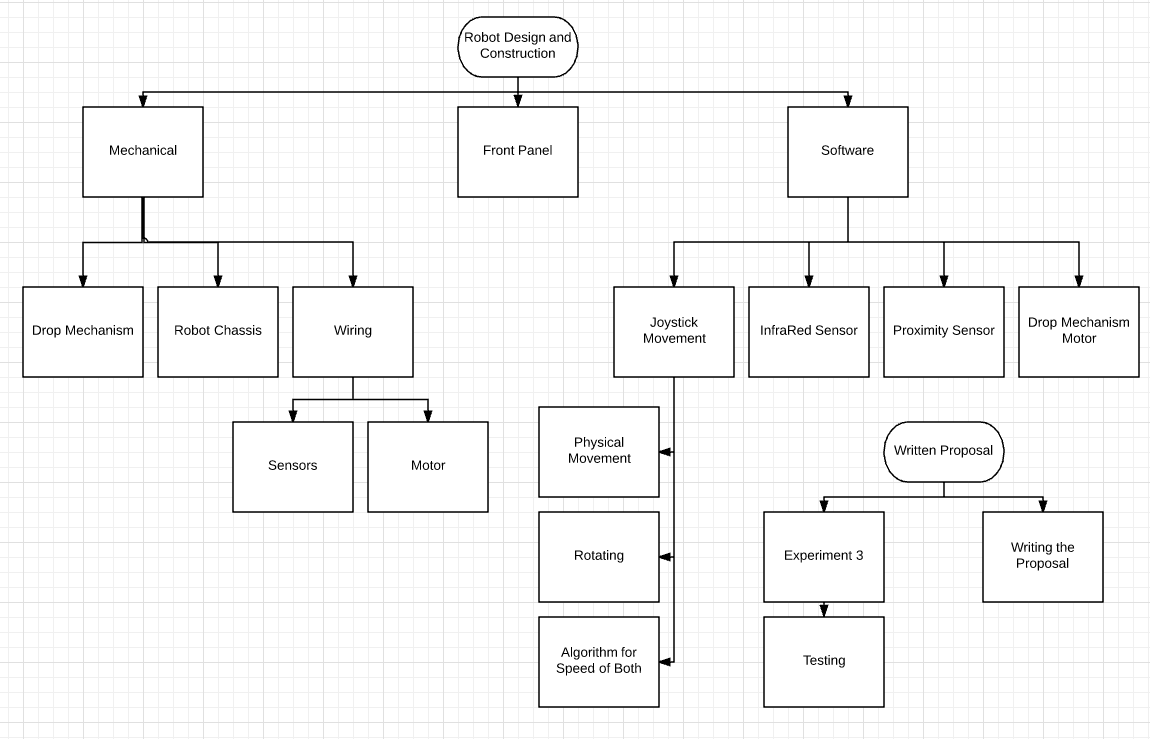 Robot Design and
Construction
Mechanical
Front Panel
Software
Drop Mechanism
Robot Chassis
Wiring
Joystick
Movement
InfraRed Sensor
Proximity Sensor
Drop Mechanism
Motor
Sensors
Motor
Physical
Movement
Written Proposal
Rotating
Experiment 3
Writing the
Proposal
Algorithm for
Speed of Both
Testing